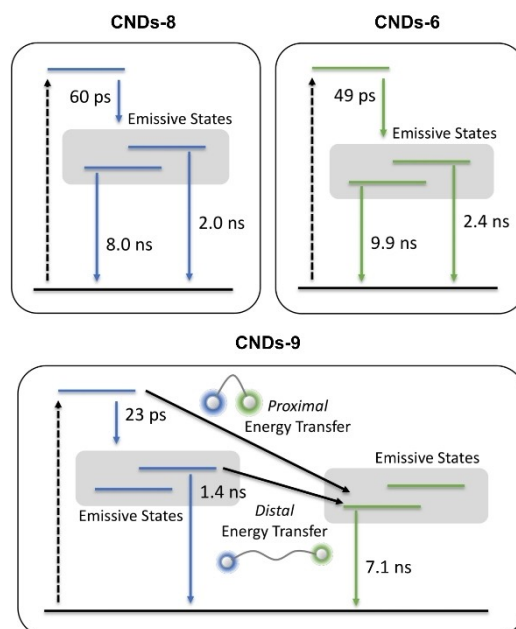 CNDs-8
60 ps
Emissive States
8.0 ns
2.0 ns
CNDs-6
49 ps
Emissive States
9.9 ns
2.4 ns
CNDs-9
23 ps
Proximal
Energy Transfer
Emissive States
1.4 ns
Emissive States
Distal
Energy Transfer
7.1 ns